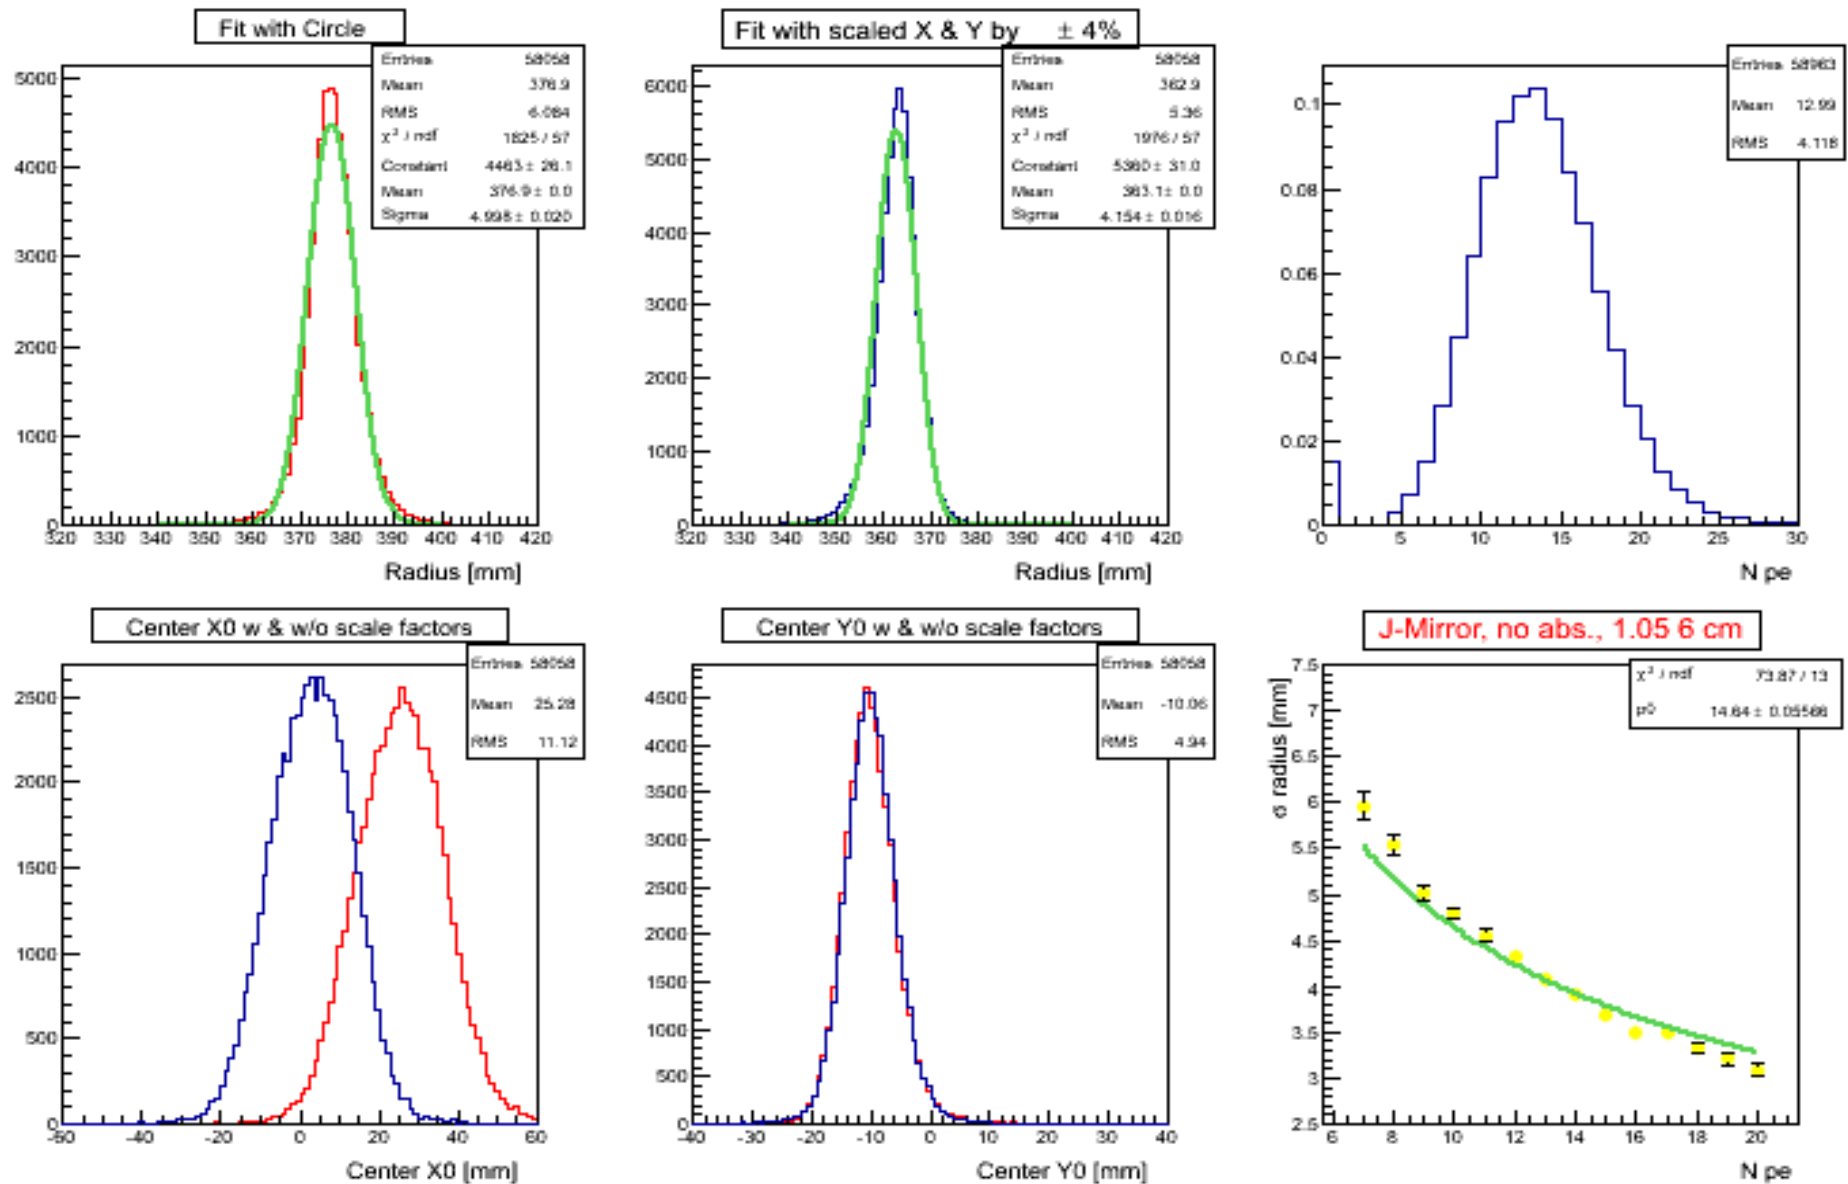 Fit with Circle
Entries 58058
Mean 376.9
RMS 6.084
χ² / ndf 1825 / 57
Constant 4463 ± 26.1
Mean 376.9 ± 0.0
Sigma 4.998 ± 0.020
5000
4000
3000
2000
1000
0
320 330 340 350 360 370 380 390 400 410 420
Radius [mm]
Fit with scaled X & Y by ± 4%
Entries 58058
Mean 362.9
RMS 5.36
χ² / ndf 1976 / 57
Constant 5360 ± 31.0
Mean 363.1 ± 0.0
Sigma 4.154 ± 0.016
6000
5000
4000
3000
2000
1000
0
320 330 340 350 360 370 380 390 400 410 420
Radius [mm]
Entries 58963
Mean 12.99
RMS 4.118
0.1
0.08
0.06
0.04
0.02
0
0 5 10 15 20 25 30
N pe
Center X0 w & w/o scale factors
Entries 58058
Mean 25.28
RMS 11.12
2500
2000
1500
1000
500
0
-60 -40 -20 0 20 40 60
Center X0 [mm]
Center Y0 w & w/o scale factors
Entries 58058
Mean -10.06
RMS 4.94
4500
4000
3500
3000
2500
2000
1500
1000
500
0
-40 -30 -20 -10 0 10 20 30 40
Center Y0 [mm]
J-Mirror, no abs., 1.05 6 cm
χ² / ndf 73.87 / 13
p0 14.64 ± 0.05566
σ radius [mm]
7.5
7
6.5
6
5.5
5
4.5
4
3.5
3
2.5
6 8 10 12 14 16 18 20
N pe